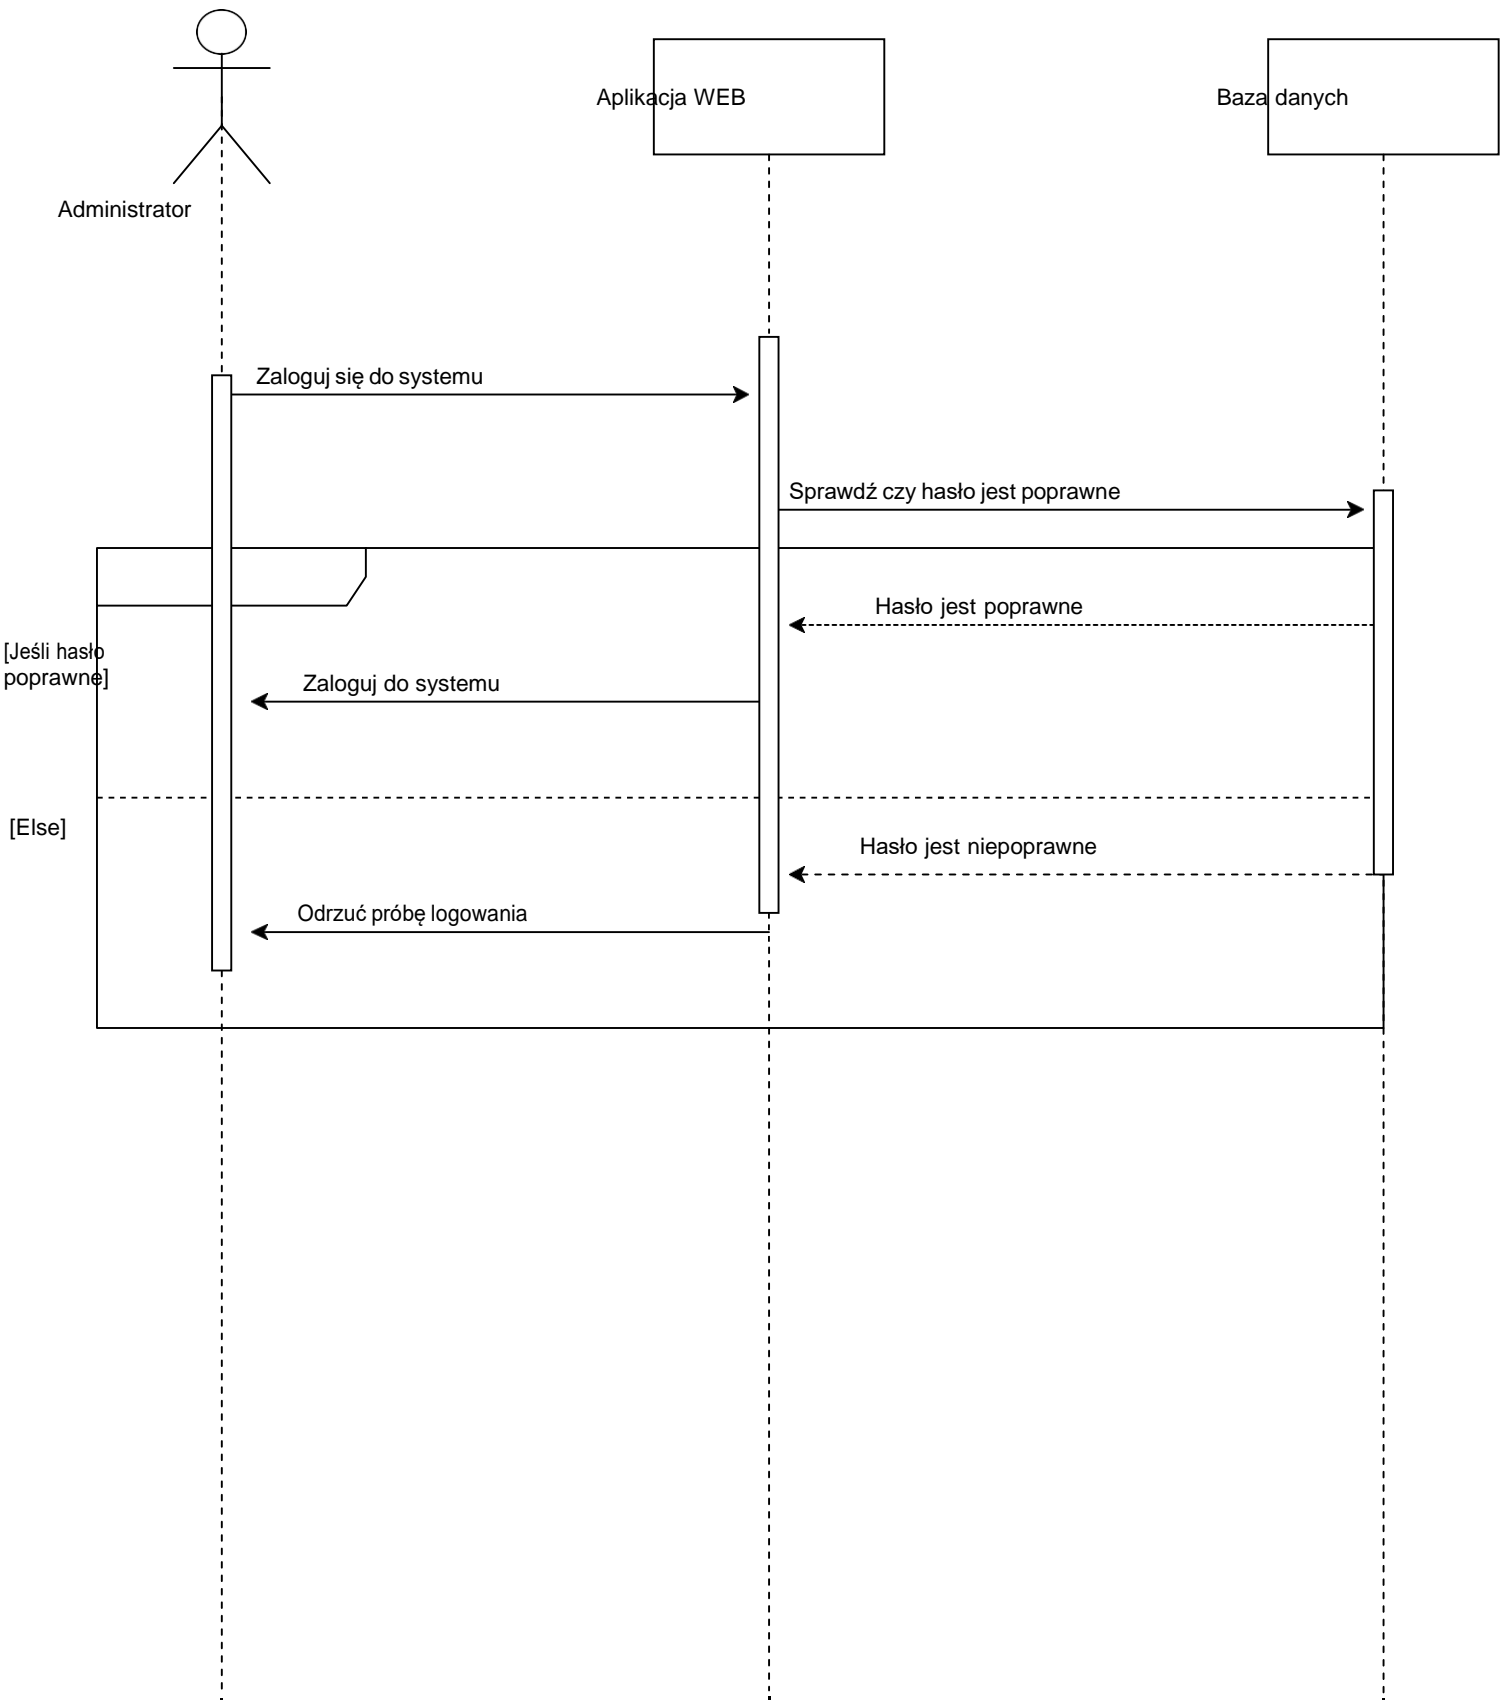 Aplikacja WEB
Baza danych
Administrator
Zaloguj się do systemu
Sprawdź czy hasło jest poprawne
Hasło jest poprawne
[Jeśli hasło
poprawne]
Zaloguj do systemu
[Else]
Hasło jest niepoprawne
Odrzuć próbę logowania